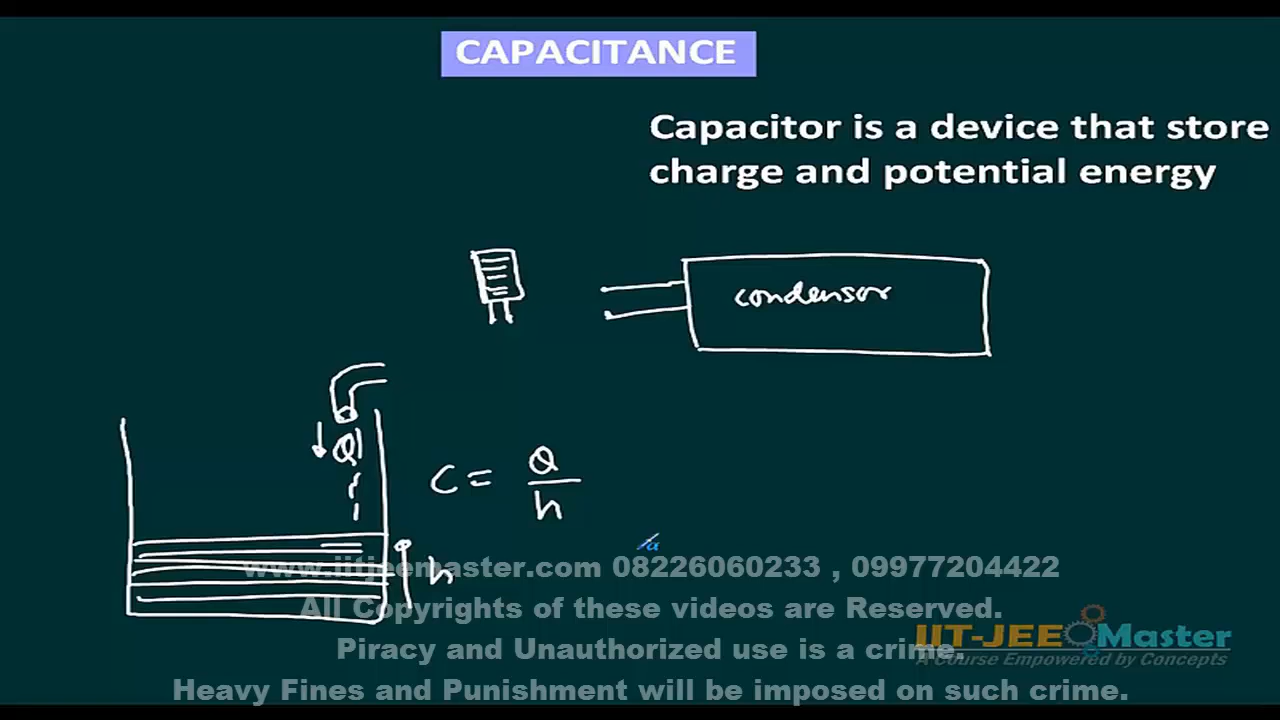 CAPACITANCE
Capacitor is a device that store
charge and potential energy
condensor
Q
C = Q/h
h
www.iitjeemaster.com 08226060233 , 09977204422
All Copyrights of these videos are Reserved.
IIT-JEE Master
Piracy and Unauthorized use is a crime.
A Course Empowered by Concepts
Heavy Fines and Punishment will be imposed on such crime.